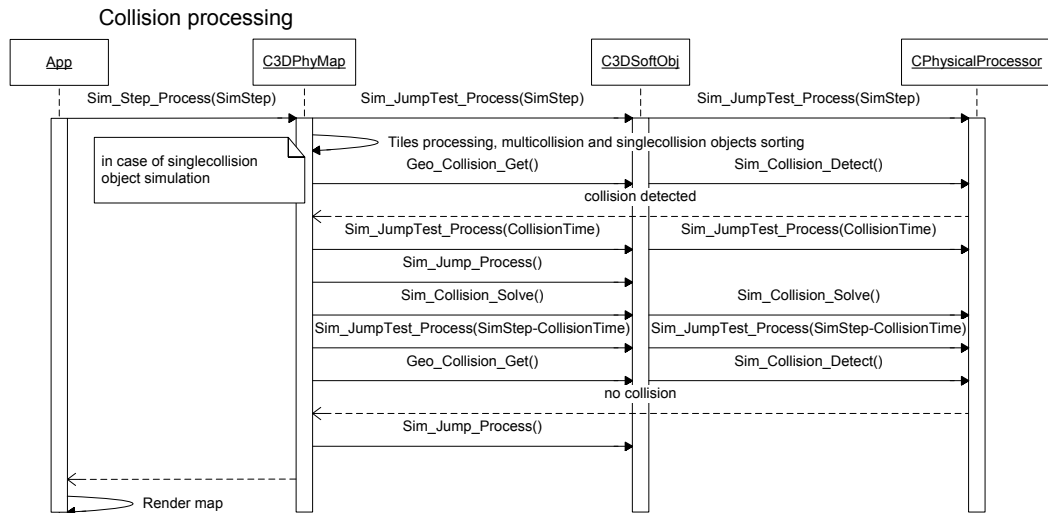 Collision processing
App
C3DPhyMap
C3DSoftObj
CPhysicalProcessor
Sim_Step_Process(SimStep)
Sim_JumpTest_Process(SimStep)
Sim_JumpTest_Process(SimStep)
in case of singlecollision
object simulation
Tiles processing, multicollision and singlecollision objects sorting
Geo_Collision_Get()
Sim_Collision_Detect()
collision detected
Sim_JumpTest_Process(CollisionTime)
Sim_JumpTest_Process(CollisionTime)
Sim_Jump_Process()
Sim_Collision_Solve()
Sim_Collision_Solve()
Sim_JumpTest_Process(SimStep-CollisionTime)
Sim_JumpTest_Process(SimStep-CollisionTime)
Geo_Collision_Get()
Sim_Collision_Detect()
no collision
Sim_Jump_Process()
Render map